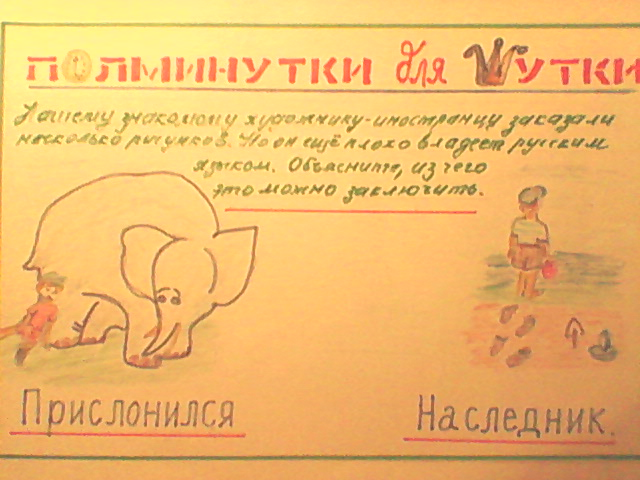 ПОЛМИНУТКИ для ШУТКИ
Нашему знакомому художнику-иностранцу заказали
несколько рисунков. Но он ещё плохо владеет русским
языком. Объясните, из чего
это можно заключить.
Прислонился
Наследник.